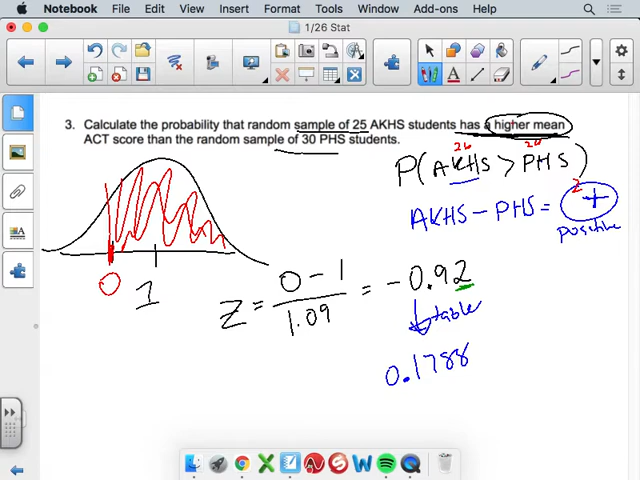 Notebook File Edit View Insert Format Tools Window Add-ons Help
1/26 Stat
3. Calculate the probability that random sample of 25 AKHS students has a higher mean
ACT score than the random sample of 30 PHS students.
P(AKHS > PHS)
AKHS - PHS = +
positive
0
1
Z = 0 - 1 / 1.09 = -0.92
table
0.1788